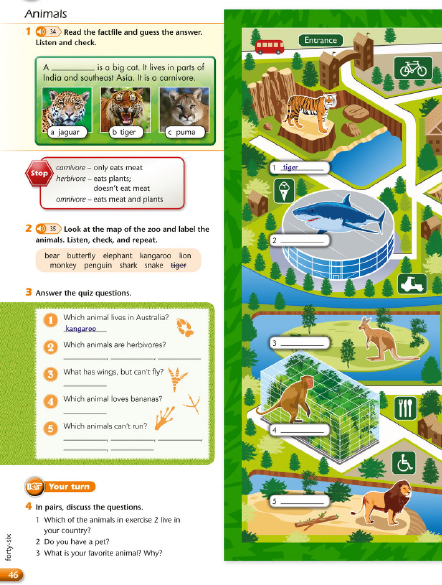 Animals
1 34 Read the factfile and guess the answer.
Listen and check.
A __________ is a big cat. It lives in parts of
India and southeast Asia. It is a carnivore.
a jaguar
b tiger
c puma
Stop
carnivore – only eats meat
herbivore – eats plants;
doesn't eat meat
omnivore – eats meat and plants
2 35 Look at the map of the zoo and label the
animals. Listen, check, and repeat.
bear butterfly elephant kangaroo lion
monkey penguin shark snake tiger
3 Answer the quiz questions.
1 Which animal lives in Australia?
kangaroo
2 Which animals are herbivores?
3 What has wings, but can't fly?
4 Which animal loves bananas?
5 Which animals can't run?
Your turn
4 In pairs, discuss the questions.
1 Which of the animals in exercise 2 live in
your country?
2 Do you have a pet?
3 What is your favorite animal? Why?
forty-six
46
Entrance
1 tiger
2
3
4
5